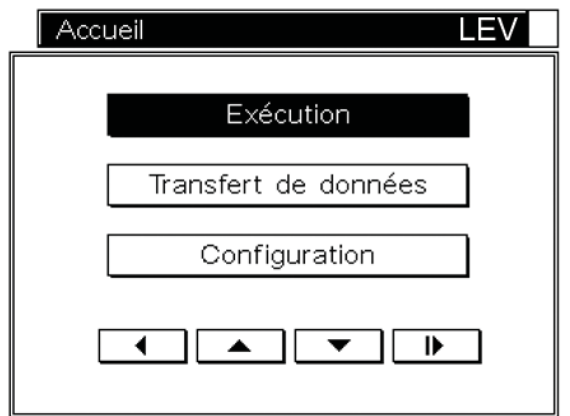 Accueil LEV
Exécution
Transfert de données
Configuration